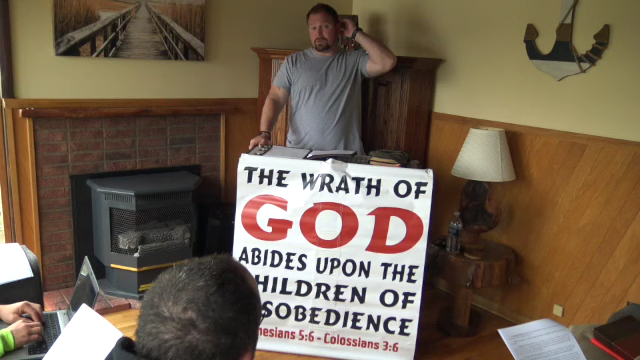 THE WRATH OF
GOD
ABIDES UPON THE
HILDREN OF
SOBEDIENCE
hesians 5:6 - Colossians 3:6